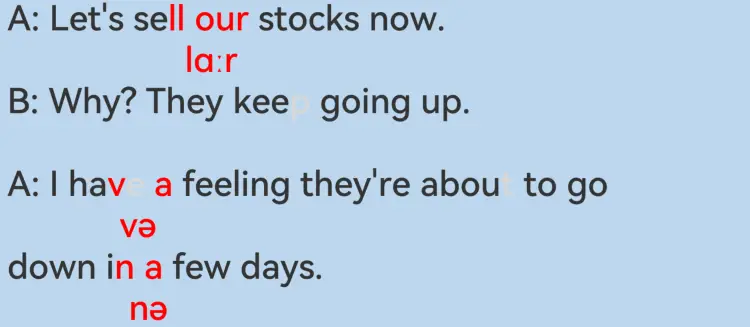 A: Let's sell our stocks now.
lɑːr
B: Why? They keep going up.
A: I have a feeling they're about to go
və
down in a few days.
nə